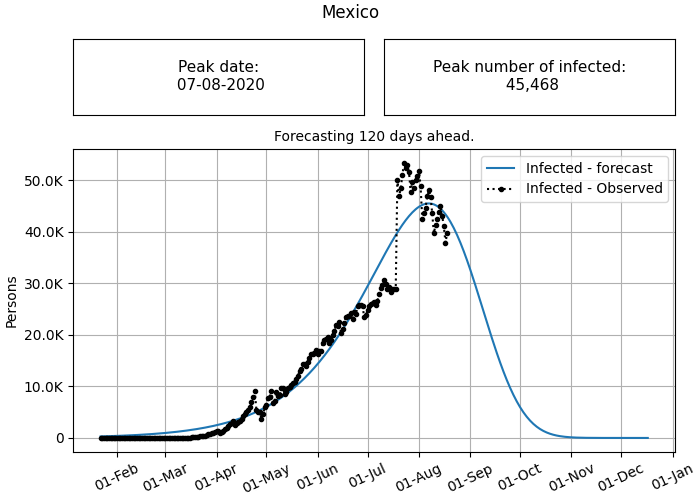 Mexico
Peak date:
07-08-2020
Peak number of infected:
45,468
Forecasting 120 days ahead.
Infected - forecast
Infected - Observed
Persons
50.0K
40.0K
30.0K
20.0K
10.0K
0
01-Feb
01-Mar
01-Apr
01-May
01-Jun
01-Jul
01-Aug
01-Sep
01-Oct
01-Nov
01-Dec
01-Jan